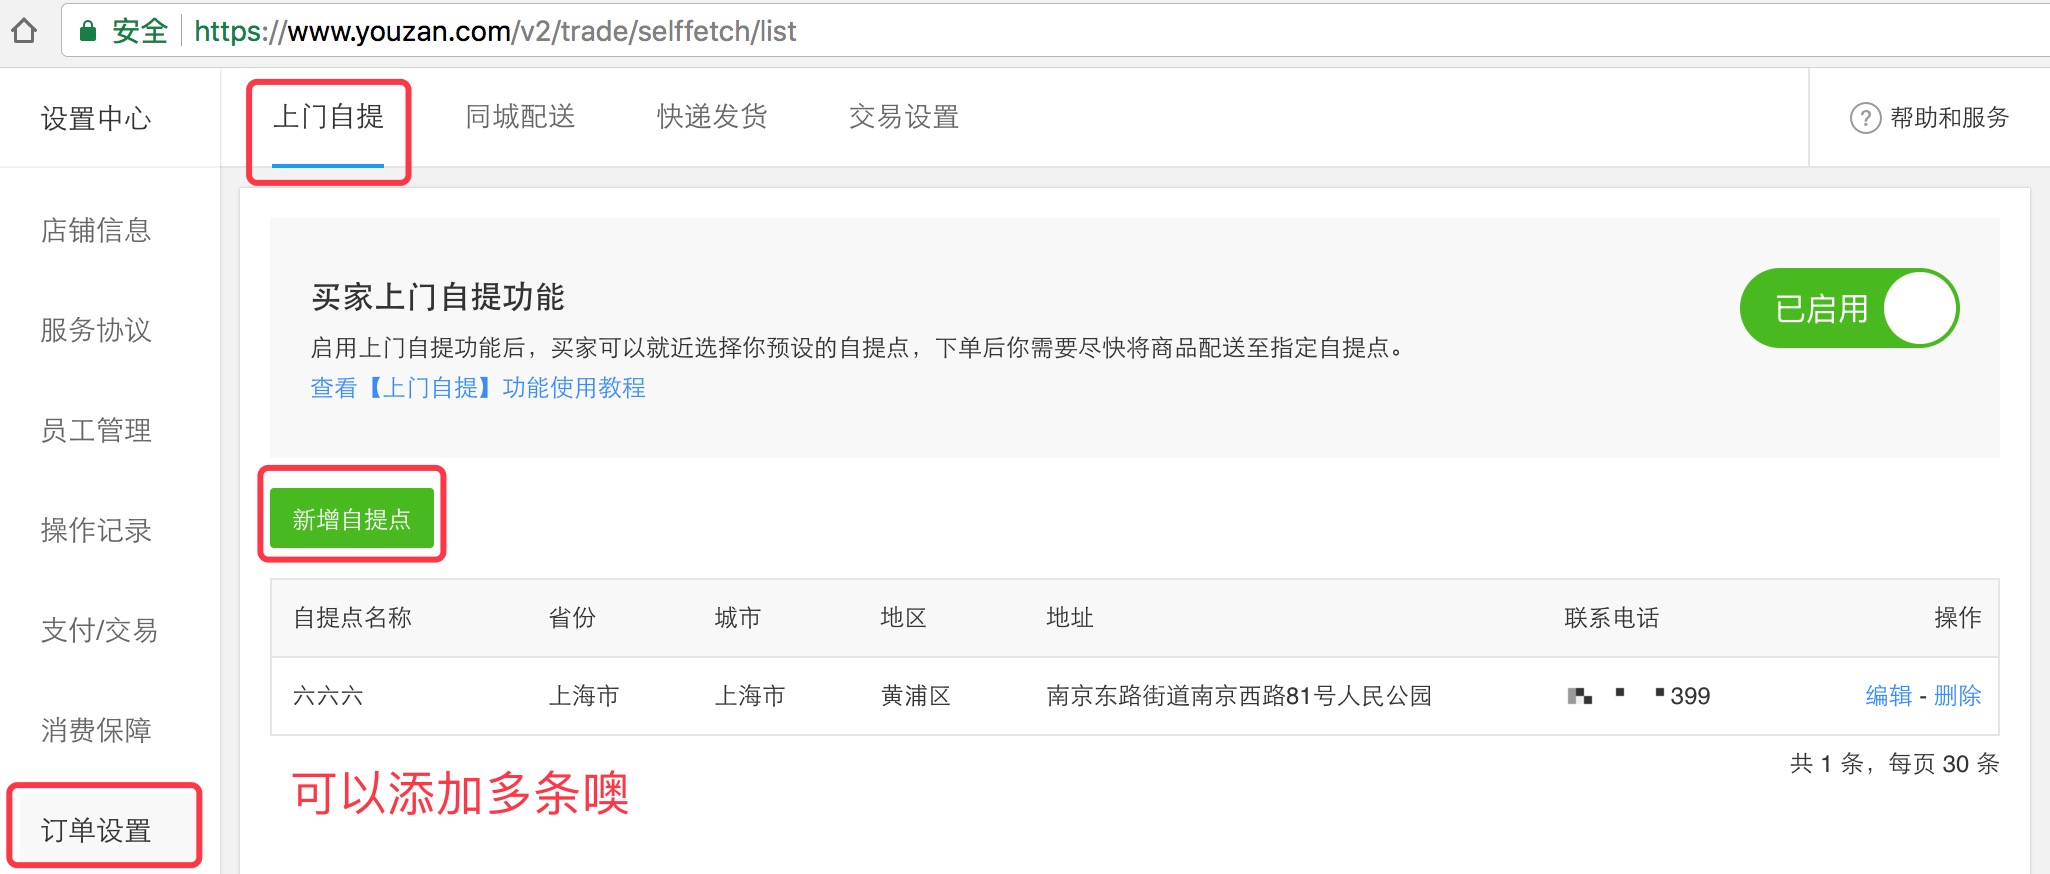 安全 https://www.youzan.com/v2/trade/selffetch/list
设置中心
上门自提 同城配送 快递发货 交易设置
? 帮助和服务
店铺信息
服务协议
员工管理
操作记录
支付/交易
消费保障
订单设置
买家上门自提功能
启用上门自提功能后，买家可以就近选择你预设的自提点，下单后你需要尽快将商品配送至指定自提点。
查看【上门自提】功能使用教程
已启用
新增自提点
自提点名称 省份 城市 地区 地址 联系电话 操作
六六六 上海市 上海市 黄浦区 南京东路街道南京西路81号人民公园 399 编辑 - 删除
共 1 条，每页 30 条
可以添加多条噢